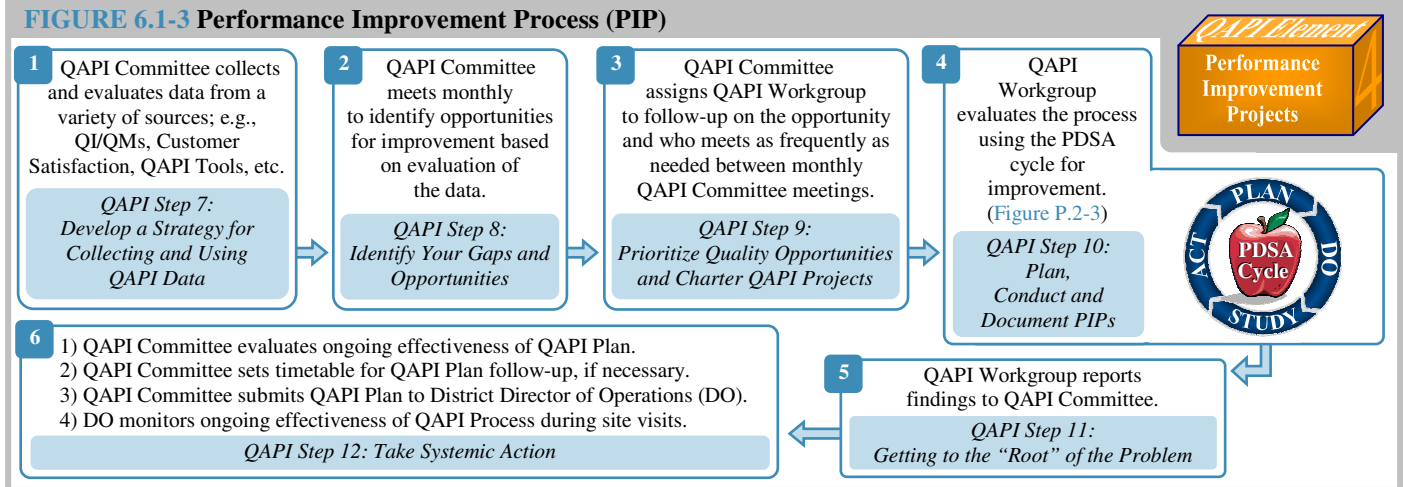 FIGURE 6.1-3 Performance Improvement Process (PIP)
QAPI Element
4
Performance
Improvement
Projects
1
QAPI Committee collects
and evaluates data from a
variety of sources; e.g.,
QI/QMs, Customer
Satisfaction, QAPI Tools, etc.
QAPI Step 7:
Develop a Strategy for
Collecting and Using
QAPI Data
2
QAPI Committee
meets monthly
to identify opportunities
for improvement based
on evaluation of
the data.
QAPI Step 8:
Identify Your Gaps and
Opportunities
3
QAPI Committee
assigns QAPI Workgroup
to follow-up on the opportunity
and who meets as frequently as
needed between monthly
QAPI Committee meetings.
QAPI Step 9:
Prioritize Quality Opportunities
and Charter QAPI Projects
4
QAPI
Workgroup
evaluates the process
using the PDSA
cycle for
improvement.
(Figure P.2-3)
QAPI Step 10:
Plan,
Conduct and
Document PIPs
PLAN
DO
STUDY
ACT
PDSA
Cycle
5
QAPI Workgroup reports
findings to QAPI Committee.
QAPI Step 11:
Getting to the “Root” of the Problem
6
1) QAPI Committee evaluates ongoing effectiveness of QAPI Plan.
2) QAPI Committee sets timetable for QAPI Plan follow-up, if necessary.
3) QAPI Committee submits QAPI Plan to District Director of Operations (DO).
4) DO monitors ongoing effectiveness of QAPI Process during site visits.
QAPI Step 12: Take Systemic Action